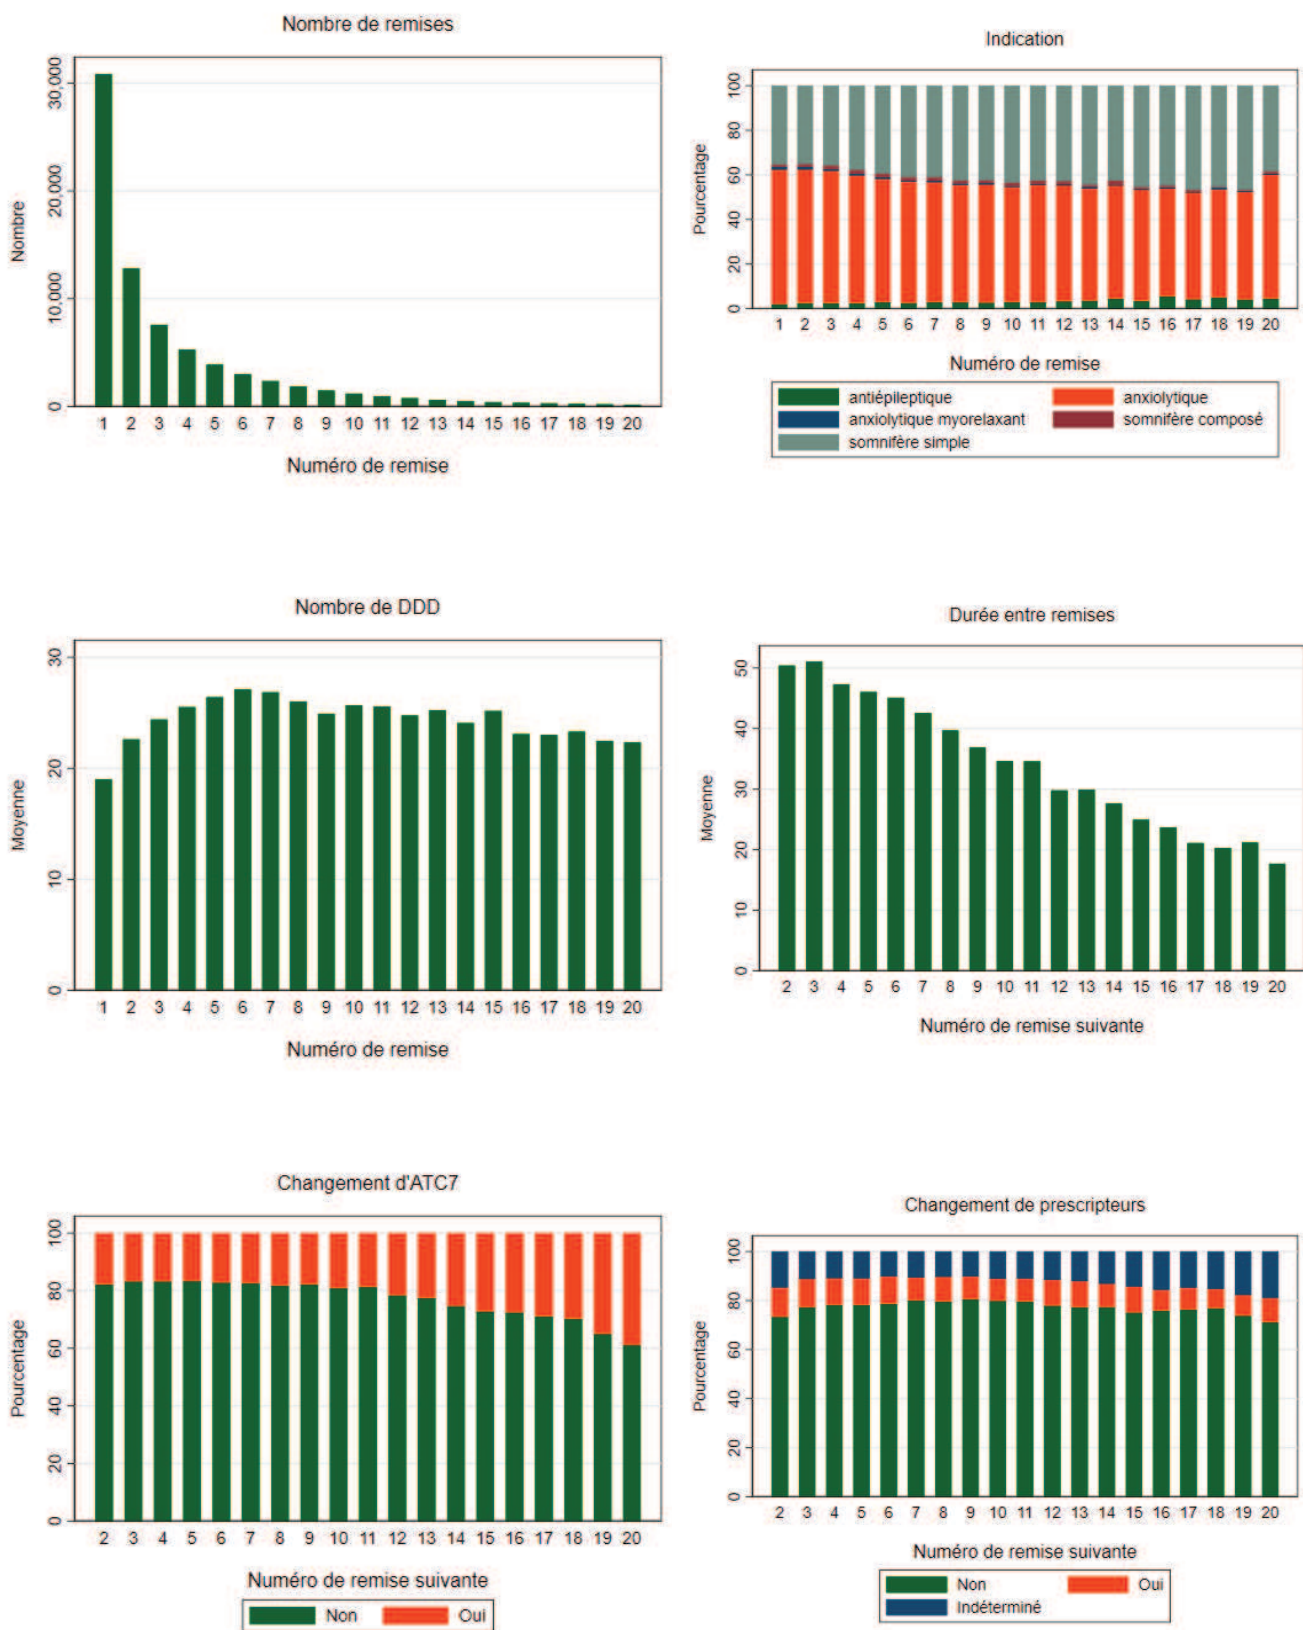 Nombre de remises
Nombre
0
10,000
20,000
30,000
1 2 3 4 5 6 7 8 9 10 11 12 13 14 15 16 17 18 19 20
Numéro de remise
Indication
Pourcentage
0
20
40
60
80
100
1 2 3 4 5 6 7 8 9 10 11 12 13 14 15 16 17 18 19 20
Numéro de remise
antiépileptique anxiolytique
anxiolytique myorelaxant somnifère composé
somnifère simple
Nombre de DDD
Moyenne
0
10
20
30
1 2 3 4 5 6 7 8 9 10 11 12 13 14 15 16 17 18 19 20
Numéro de remise
Durée entre remises
Moyenne
0
10
20
30
40
50
2 3 4 5 6 7 8 9 10 11 12 13 14 15 16 17 18 19 20
Numéro de remise suivante
Changement d'ATC7
Pourcentage
0
20
40
60
80
100
2 3 4 5 6 7 8 9 10 11 12 13 14 15 16 17 18 19 20
Numéro de remise suivante
Non Oui
Changement de prescripteurs
Pourcentage
0
20
40
60
80
100
2 3 4 5 6 7 8 9 10 11 12 13 14 15 16 17 18 19 20
Numéro de remise suivante
Non Oui
Indéterminé